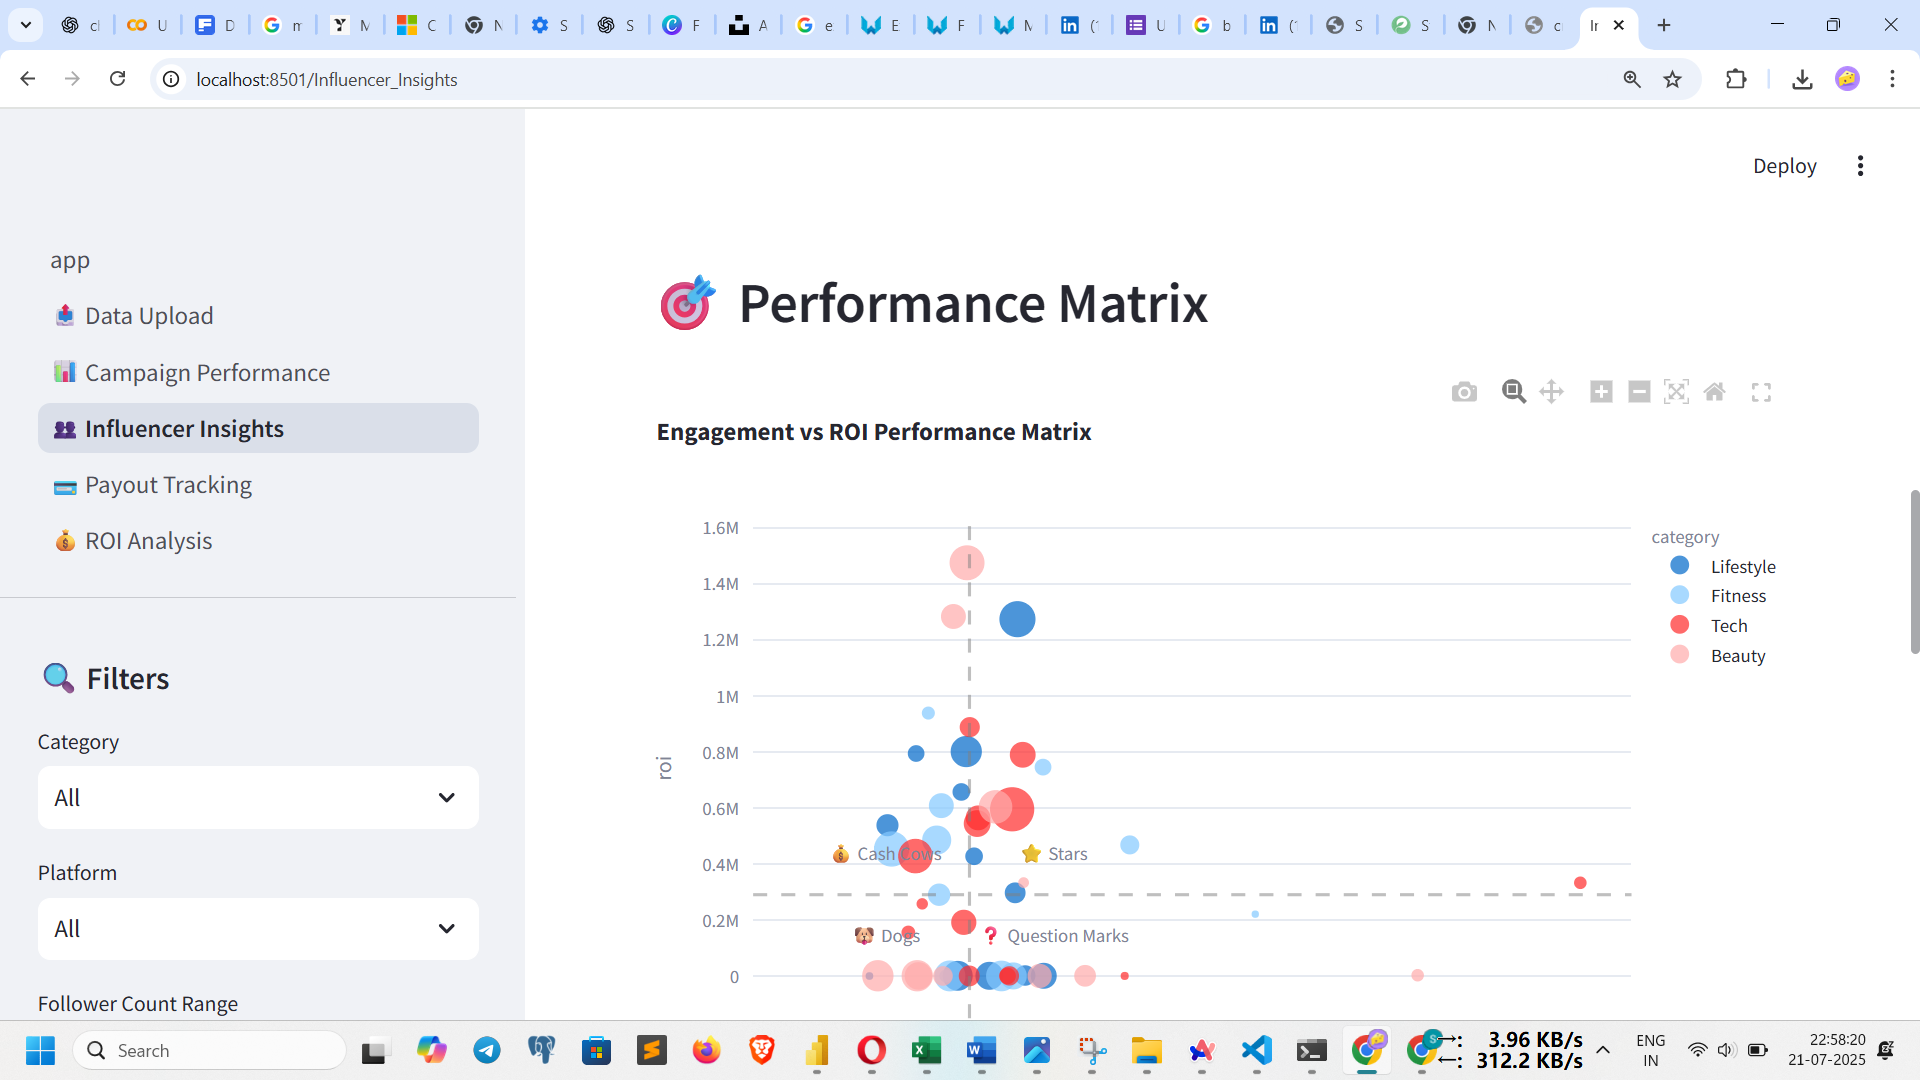 localhost:8501/Influencer_Insights
Deploy
app
Data Upload
Campaign Performance
Influencer Insights
Payout Tracking
ROI Analysis
Filters
Category
All
Platform
All
Follower Count Range
Performance Matrix
Engagement vs ROI Performance Matrix
1.6M
1.4M
1.2M
1M
0.8M
0.6M
0.4M
0.2M
0
roi
Cash Cows
Stars
Dogs
Question Marks
category
Lifestyle
Fitness
Tech
Beauty
Search
3.96 KB/s
312.2 KB/s
ENG
IN
22:58:20
21-07-2025